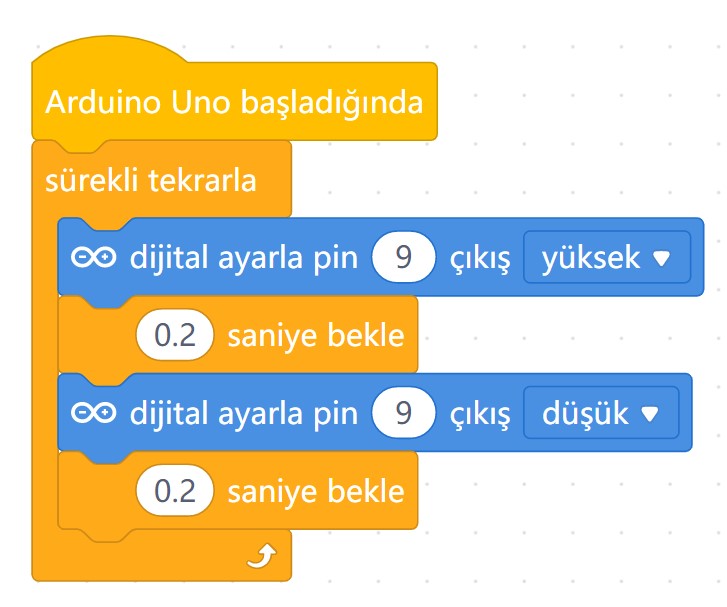 Arduino Uno başladığında
sürekli tekrarla
dijital ayarla pin 9 çıkış yüksek
0.2 saniye bekle
dijital ayarla pin 9 çıkış düşük
0.2 saniye bekle